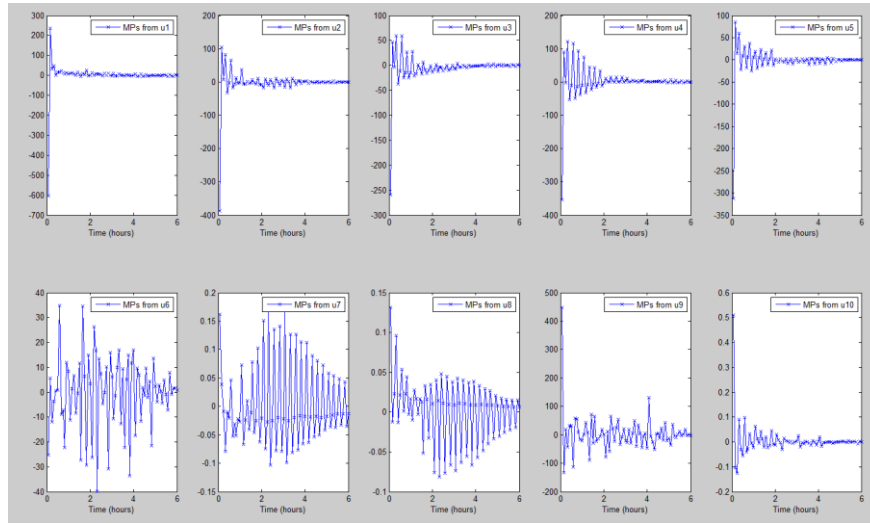 MPs from u1
300
200
100
0
-100
-200
-300
-400
-500
-600
-700
0 2 4 6
Time (hours)
MPs from u2
200
100
0
-100
-200
-300
-400
0 2 4 6
Time (hours)
MPs from u3
100
50
0
-50
-100
-150
-200
-250
-300
0 2 4 6
Time (hours)
MPs from u4
200
100
0
-100
-200
-300
-400
0 2 4 6
Time (hours)
MPs from u5
100
50
0
-50
-100
-150
-200
-250
-300
-350
0 2 4 6
Time (hours)
MPs from u6
40
30
20
10
0
-10
-20
-30
-40
0 2 4 6
Time (hours)
MPs from u7
0.2
0.15
0.1
0.05
0
-0.05
-0.1
0.15
0 2 4 6
Time (hours)
MPs from u8
0.15
0.1
0.05
0
-0.05
-0.1
0 2 4 6
Time (hours)
MPs from u9
500
400
300
200
100
0
-100
200
0 2 4 6
Time (hours)
MPs from u10
0.6
0.5
0.4
0.3
0.2
0.1
0
-0.1
-0.2
0 2 4 6
Time (hours)